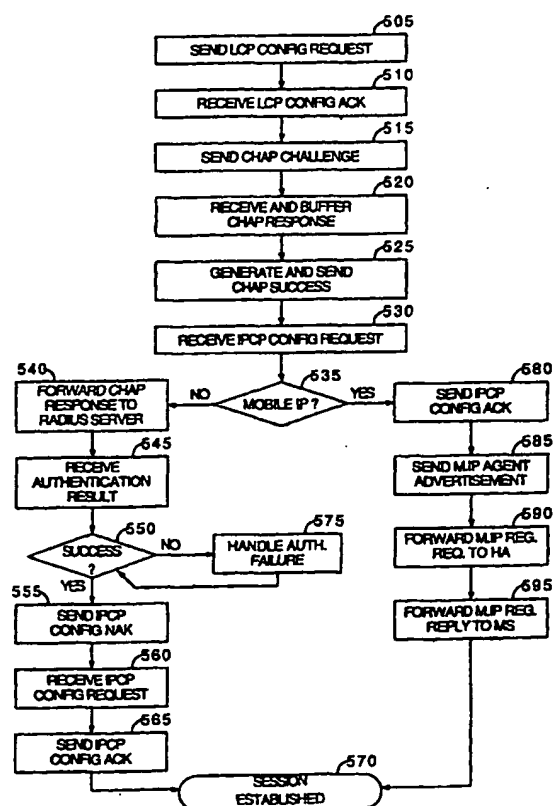 505
SEND LCP CONFIG REQUEST
510
RECEIVE LCP CONFIG ACK
515
SEND CHAP CHALLENGE
520
RECEIVE AND BUFFER
CHAP RESPONSE
525
GENERATE AND SEND
CHAP SUCCESS
530
RECEIVE IPCP CONFIG REQUEST
535
MOBILE IP ?
NO
YES
540
FORWARD CHAP
RESPONSE TO
RADIUS SERVER
545
RECEIVE
AUTHENTICATION
RESULT
550
SUCCESS
?
NO
YES
575
HANDLE AUTH.
FAILURE
555
SEND IPCP
CONFIG NAK
560
RECEIVE IPCP
CONFIG REQUEST
565
SEND IPCP
CONFIG ACK
580
SEND IPCP
CONFIG ACK
585
SEND MJP AGENT
ADVERTISEMENT
590
FORWARD MJP REG.
REQ. TO HA
595
FORWARD MJP REG.
REPLY TO MS
570
SESSION
ESTABLISHED